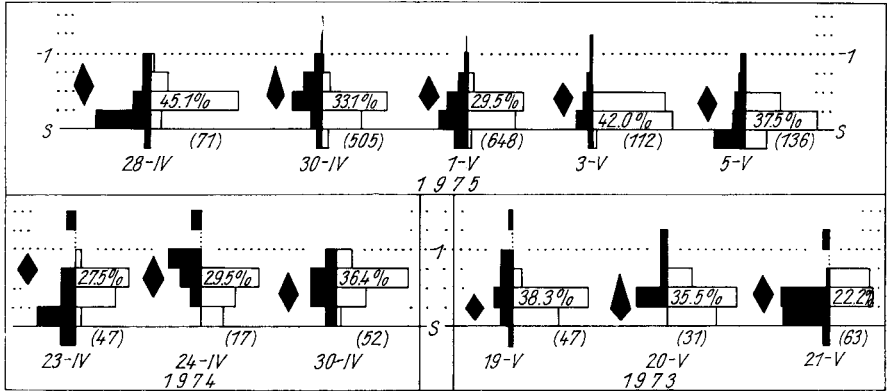 1 1
45.1% 33.1% 29.5% 42.0% 37.5%
S (71) (505) (648) (112) (136) S
28-IV 30-IV 1-V 3-V 5-V
1975
1 1
27.5% 29.5% 36.4% 38.3% 35.5% 22.2%
S
(47) (17) (52) (47) (31) (63)
23-IV 24-IV 30-IV 19-V 20-V 21-V
1974 1973